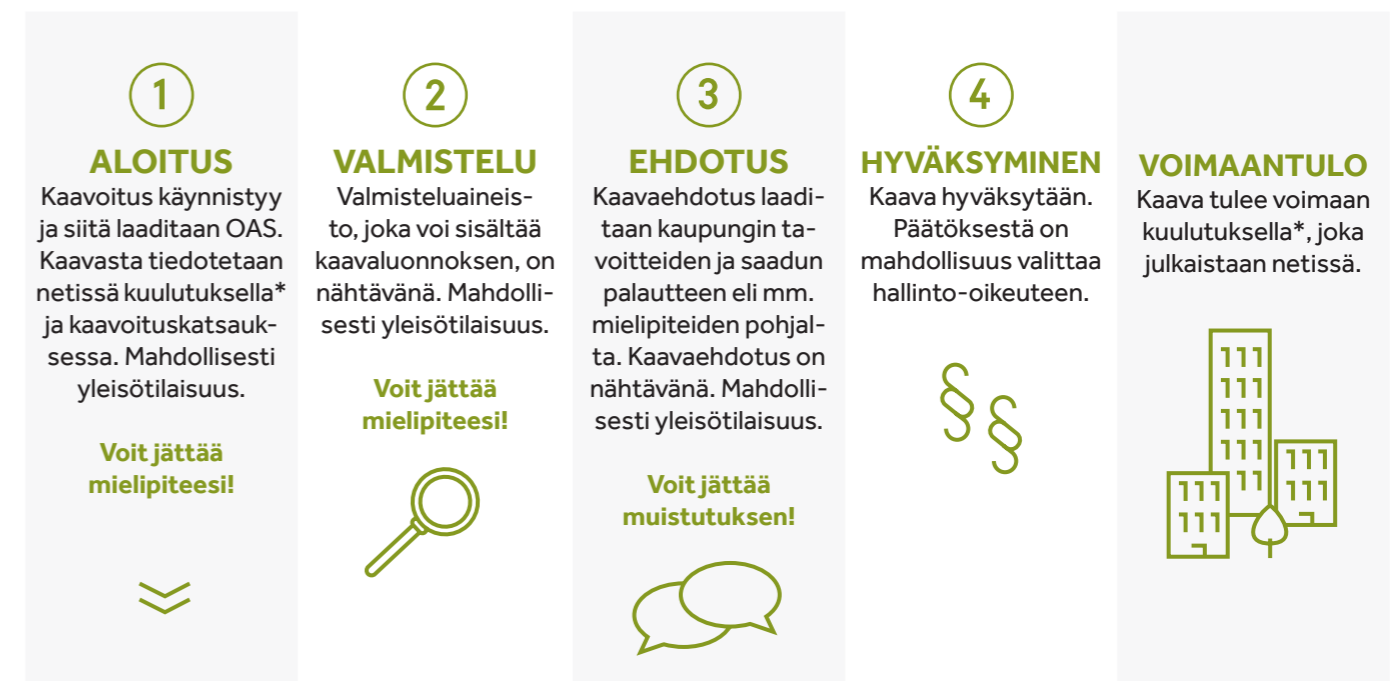 1
ALOITUS
Kaavoitus käynnistyy
ja siitä laaditaan OAS.
Kaavasta tiedotetaan
netissä kuulutuksella*
ja kaavoituskatsauk-
sessa. Mahdollisesti
yleisötilaisuus.
Voit jättää
mielipiteesi!
2
VALMISTELU
Valmisteluaineis-
to, joka voi sisältää
kaavaluonnoksen, on
nähtävänä. Mahdolli-
sesti yleisötilaisuus.
Voit jättää
mielipiteesi!
3
EHDOTUS
Kaavaehdotus laadi-
taan kaupungin ta-
voitteiden ja saadun
palautteen eli mm.
mielipiteiden pohjal-
ta. Kaavaehdotus on
nähtävänä. Mahdolli-
sesti yleisötilaisuus.
Voit jättää
muistutuksen!
4
HYVÄKSYMINEN
Kaava hyväksytään.
Päätöksestä on
mahdollisuus valittaa
hallinto-oikeuteen.
§§
VOIMAANTULO
Kaava tulee voimaan
kuulutuksella*, joka
julkaistaan netissä.